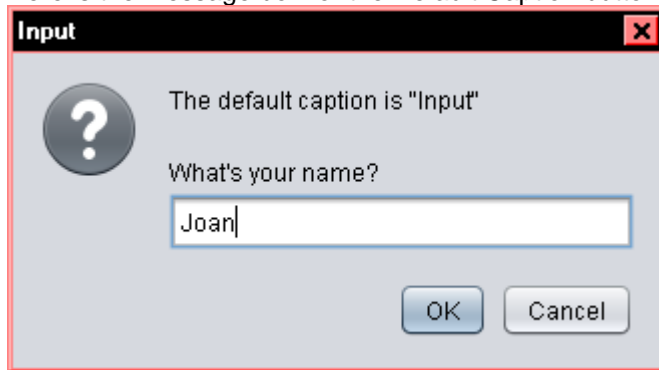 Input
The default caption is "Input"
What's your name?
Joan
OK
Cancel